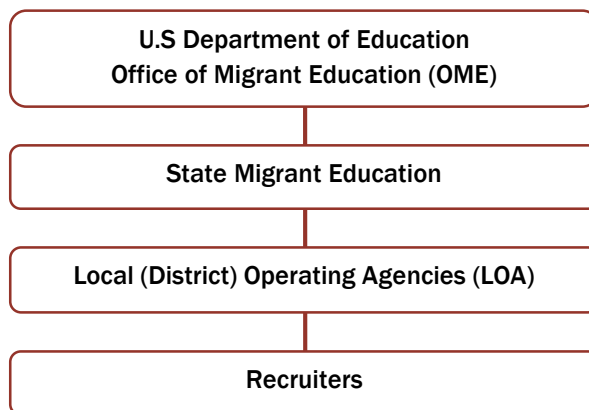 U.S Department of Education
Office of Migrant Education (OME)
State Migrant Education
Local (District) Operating Agencies (LOA)
Recruiters